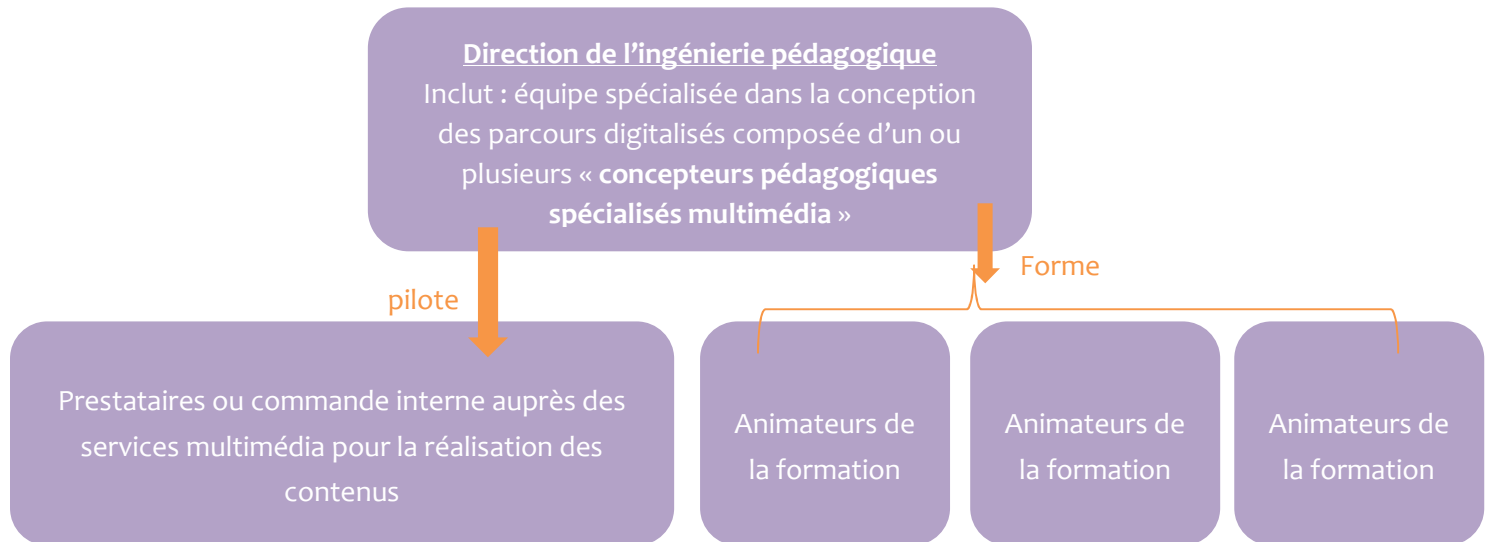 Direction de l’ingénierie pédagogique
Inclut : équipe spécialisée dans la conception
des parcours digitalisés composée d’un ou
plusieurs « concepteurs pédagogiques
spécialisés multimédia »
Forme
pilote
Prestataires ou commande interne auprès des
services multimédia pour la réalisation des
contenus
Animateurs de
la formation
Animateurs de
la formation
Animateurs de
la formation